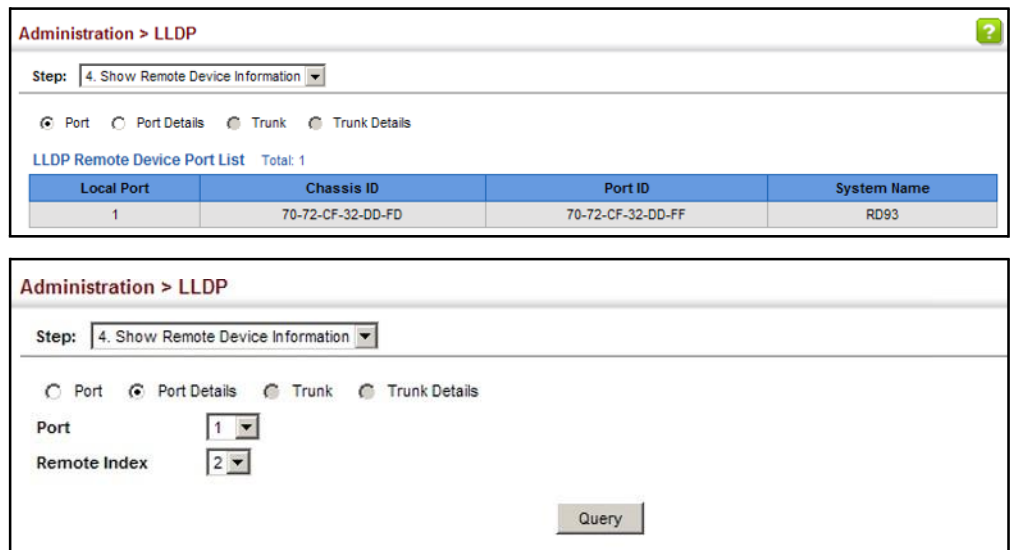 Administration > LLDP
?
Step: 4. Show Remote Device Information
Port Port Details Trunk Trunk Details
LLDP Remote Device Port List Total: 1
Local Port Chassis ID Port ID System Name
1 70-72-CF-32-DD-FD 70-72-CF-32-DD-FF RD93
Administration > LLDP
Step: 4. Show Remote Device Information
Port Port Details Trunk Trunk Details
Port 1
Remote Index 2
Query